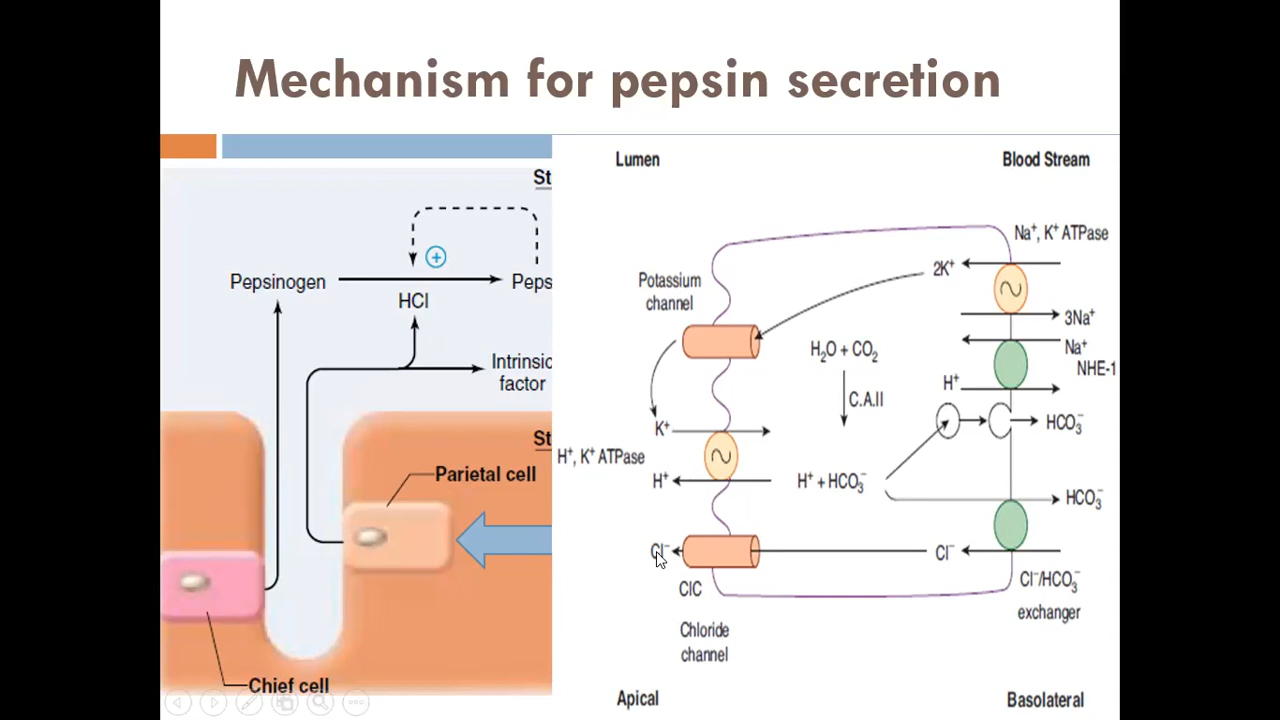 Mechanism for pepsin secretion
St
Pepsinogen
Peps
HCl
Intrinsic
factor
St
Parietal cell
Chief cell
Lumen
Blood Stream
Na⁺, K⁺ ATPase
2K⁺
Potassium
channel
3Na⁺
H₂O + CO₂
Na⁺
NHE-1
H⁺
C.A.II
K⁺
HCO₃⁻
H⁺, K⁺ ATPase
H⁺
H⁺ + HCO₃⁻
HCO₃⁻
Cl⁻
Cl⁻
ClC
Cl⁻/HCO₃⁻
exchanger
Chloride
channel
Apical
Basolateral